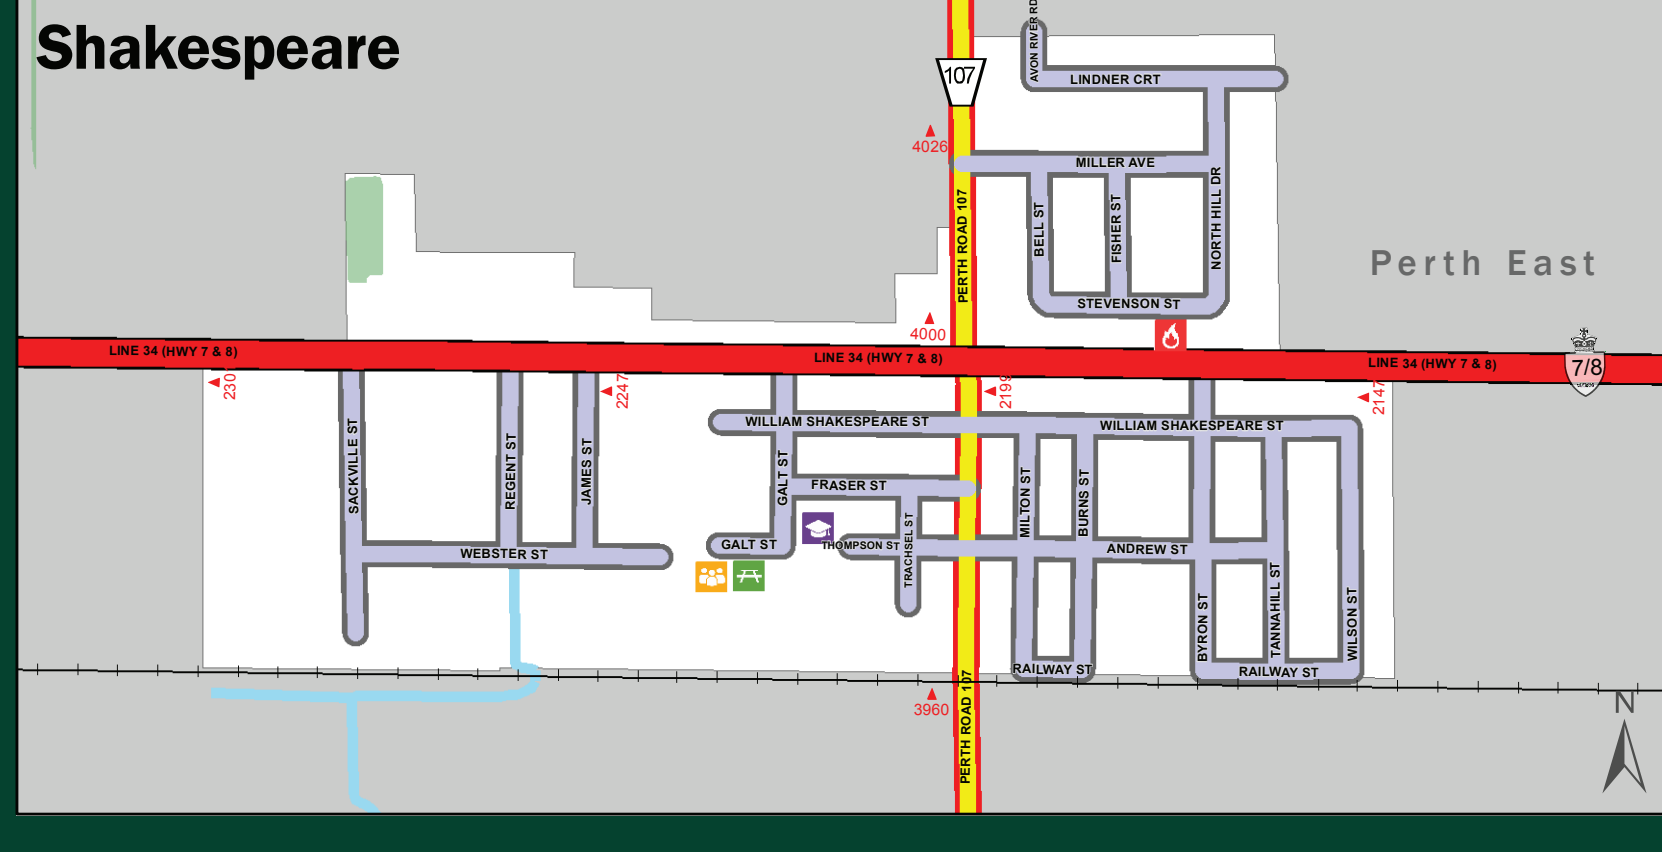 Shakespeare
AVON RIVER RD
107
LINDNER CRT
4026
MILLER AVE
PERTH ROAD 107
BELL ST
FISHER ST
NORTH HILL DR
Perth East
STEVENSON ST
4000
LINE 34 (HWY 7 & 8)
LINE 34 (HWY 7 & 8)
LINE 34 (HWY 7 & 8)
7/8
230
2247
2199
2147
WILLIAM SHAKESPEARE ST
WILLIAM SHAKESPEARE ST
SACKVILLE ST
REGENT ST
JAMES ST
GALT ST
FRASER ST
MILTON ST
BURNS ST
GALT ST
THOMPSON ST
TRACHSEL ST
ANDREW ST
WEBSTER ST
BYRON ST
TANNAHILL ST
WILSON ST
RAILWAY ST
RAILWAY ST
3960
PERTH ROAD 107
N